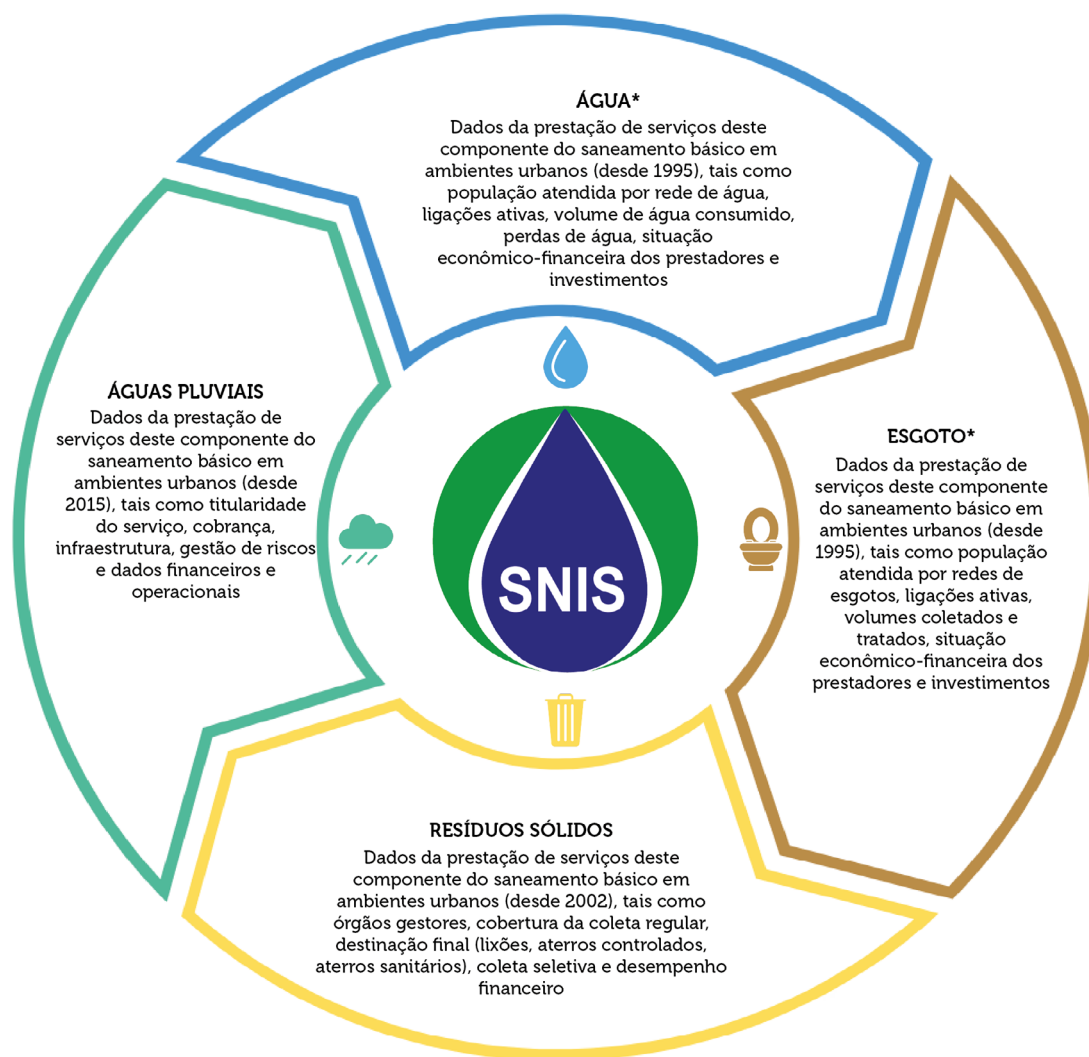 ÁGUA*
Dados da prestação de serviços deste
componente do saneamento básico em
ambientes urbanos (desde 1995), tais como
população atendida por rede de água,
ligações ativas, volume de água consumido,
perdas de água, situação
econômico-financeira dos prestadores e
investimentos
ÁGUAS PLUVIAIS
Dados da prestação de
serviços deste componente do
saneamento básico em
ambientes urbanos (desde
2015), tais como titularidade
do serviço, cobrança,
infraestrutura, gestão de riscos
e dados financeiros e
operacionais
SNIS
ESGOTO*
Dados da prestação de
serviços deste componente
do saneamento básico em
ambientes urbanos (desde
1995), tais como população
atendida por redes de
esgotos, ligações ativas,
volumes coletados e
tratados, situação
econômico-financeira dos
prestadores e investimentos
RESÍDUOS SÓLIDOS
Dados da prestação de serviços deste
componente do saneamento básico em
ambientes urbanos (desde 2002), tais como
órgãos gestores, cobertura da coleta regular,
destinação final (lixões, aterros controlados,
aterros sanitários), coleta seletiva e desempenho
financeiro